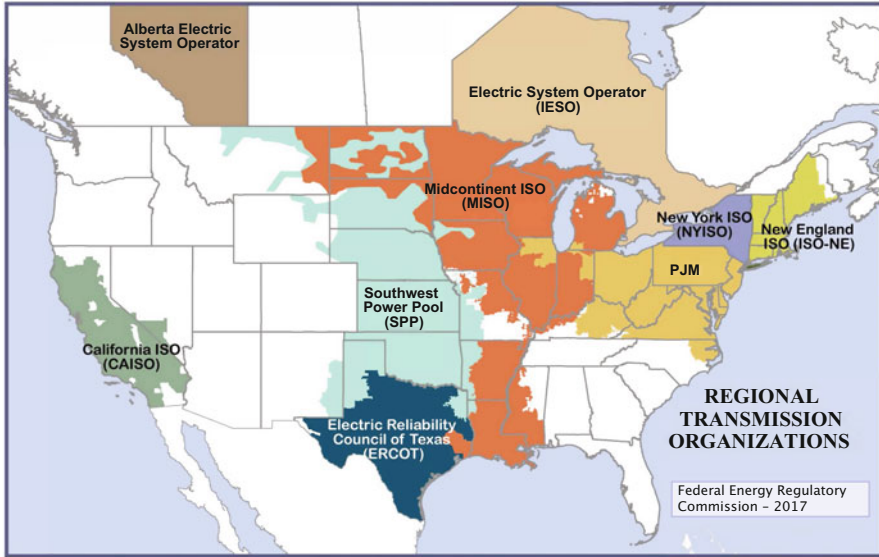 Alberta Electric
System Operator
Electric System Operator
(IESO)
Midcontinent ISO
(MISO)
New York ISO
(NYISO)
New England
ISO (ISO-NE)
PJM
Southwest
Power Pool
(SPP)
California ISO
(CAISO)
Electric Reliability
Council of Texas
(ERCOT)
REGIONAL
TRANSMISSION
ORGANIZATIONS
Federal Energy Regulatory
Commission – 2017